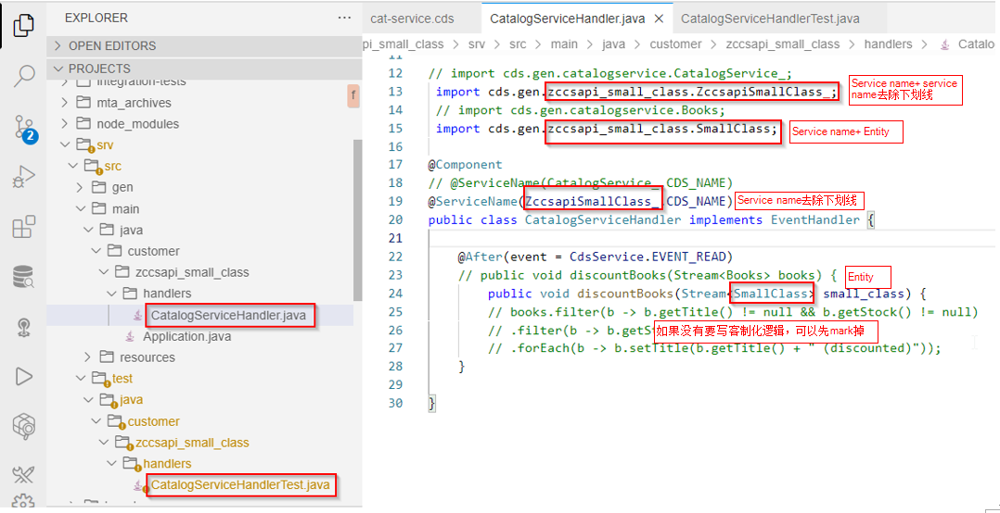 EXPLORER
···
OPEN EDITORS
PROJECTS
integration-tests
mta_archives
node_modules
srv
src
gen
main
java
customer
zccsapi_small_class
handlers
CatalogServiceHandler.java
Application.java
resources
test
java
customer
zccsapi_small_class
handlers
CatalogServiceHandlerTest.java
2
f
cat-service.cds
CatalogServiceHandler.java ×
CatalogServiceHandlerTest.java
pi_small_class > srv > src > main > java > customer > zccsapi_small_class > handlers > Catalo
11
12 // import cds.gen.catalogservice.CatalogService_;
13 import cds.gen.zccsapi_small_class.ZccsapiSmallClass_;
Service name+ service
name去除下划线
14 // import cds.gen.catalogservice.Books;
15 import cds.gen.zccsapi_small_class.SmallClass;
Service name+ Entity
16
17 @Component
18 // @ServiceName(CatalogService_.CDS_NAME)
19 @ServiceName(ZccsapiSmallClass_.CDS_NAME)
Service name去除下划线
20 public class CatalogServiceHandler implements EventHandler {
21
22 @After(event = CdsService.EVENT_READ)
23 // public void discountBooks(Stream<Books> books) {
Entity
24 public void discountBooks(Stream<SmallClass> small_class) {
25 // books.filter(b -> b.getTitle() != null && b.getStock() != null)
26 // .filter(b -> b.getS
如果没有要写客制化逻辑，可以先mark掉
27 // .forEach(b -> b.setTitle(b.getTitle() + " (discounted)"));
28 }
29
30 }